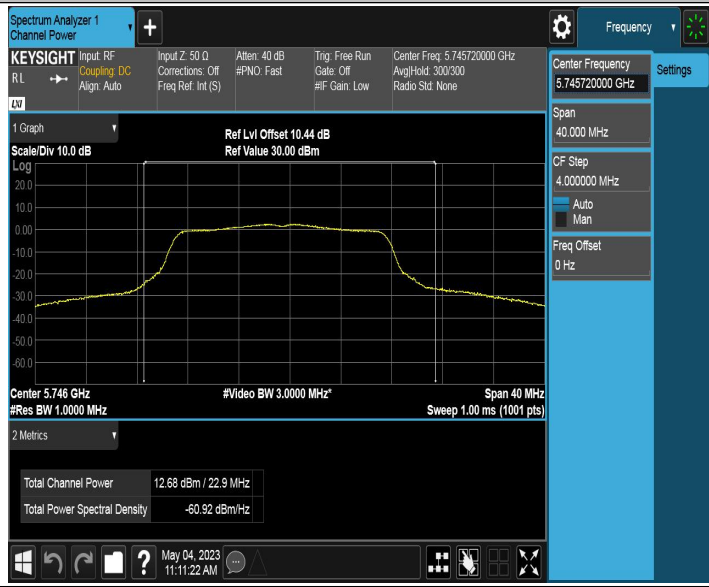 Spectrum Analyzer 1
Channel Power
Frequency
KEYSIGHT
RL
LXI
Input: RF
Coupling: DC
Align: Auto
Input Z: 50 Ω
Corrections: Off
Freq Ref: Int (S)
Atten: 40 dB
#PNO: Fast
Trig: Free Run
Gate: Off
#IF Gain: Low
Center Freq: 5.745720000 GHz
Avg|Hold: 300/300
Radio Std: None
Center Frequency
5.745720000 GHz
Settings
Span
40.000 MHz
CF Step
4.000000 MHz
Auto
Man
Freq Offset
0 Hz
1 Graph
Scale/Div 10.0 dB
Ref Lvl Offset 10.44 dB
Ref Value 30.00 dBm
Log
20.0
10.0
0.00
-10.0
-20.0
-30.0
-40.0
-50.0
-60.0
Center 5.746 GHz
#Video BW 3.0000 MHz*
Span 40 MHz
#Res BW 1.0000 MHz
Sweep 1.00 ms (1001 pts)
2 Metrics
Total Channel Power 12.68 dBm / 22.9 MHz
Total Power Spectral Density -60.92 dBm/Hz
?
May 04, 2023
11:11:22 AM